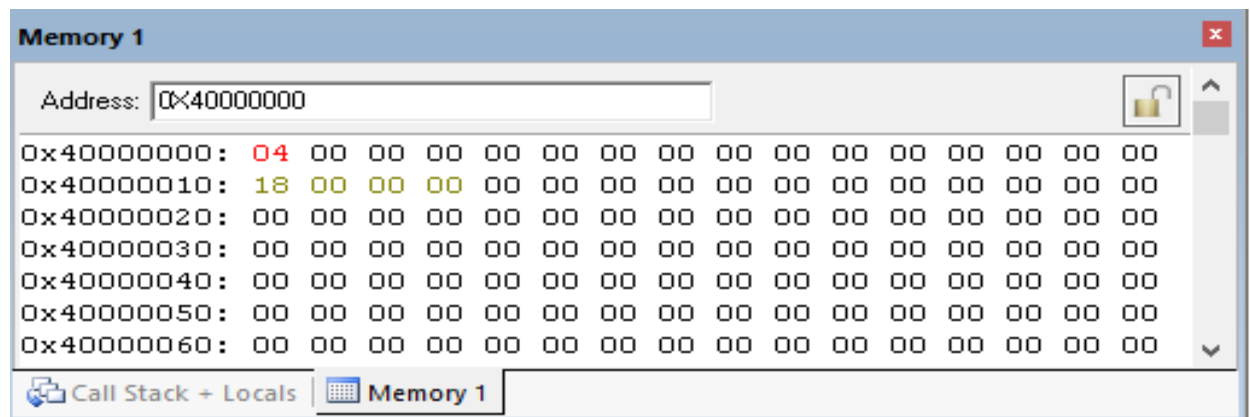 Memory 1
Address: 0X40000000
0x40000000: 04 00 00 00 00 00 00 00 00 00 00 00 00 00 00 00
0x40000010: 18 00 00 00 00 00 00 00 00 00 00 00 00 00 00 00
0x40000020: 00 00 00 00 00 00 00 00 00 00 00 00 00 00 00 00
0x40000030: 00 00 00 00 00 00 00 00 00 00 00 00 00 00 00 00
0x40000040: 00 00 00 00 00 00 00 00 00 00 00 00 00 00 00 00
0x40000050: 00 00 00 00 00 00 00 00 00 00 00 00 00 00 00 00
0x40000060: 00 00 00 00 00 00 00 00 00 00 00 00 00 00 00 00
Call Stack + Locals Memory 1